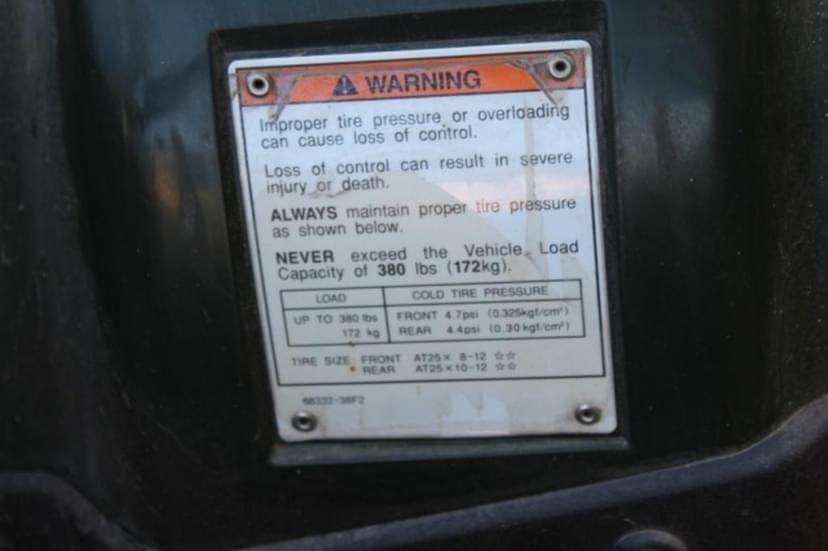 WARNING
Improper tire pressure or overloading
can cause loss of control.
Loss of control can result in severe
injury or death.
ALWAYS maintain proper tire pressure
as shown below.
NEVER exceed the Vehicle Load
Capacity of 380 lbs (172kg).
LOAD COLD TIRE PRESSURE
UP TO 380 lbs FRONT 4.7psi (0.325kgf/cm²)
172 kg REAR 4.4psi (0.30 kgf/cm²)
TIRE SIZE: FRONT AT25×8-12 ☆☆
REAR AT25×10-12 ☆☆
68332-38F2